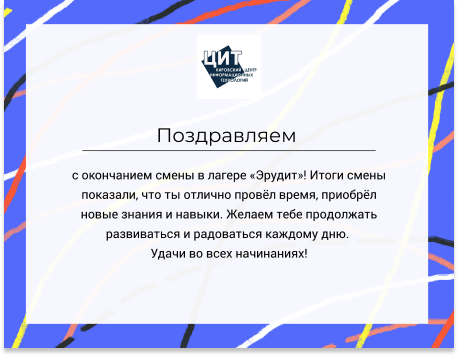 ЦИТ
КИРОВСКИЙ ЦЕНТР
ИНФОРМАЦИОННЫХ
ТЕХНОЛОГИЙ
Поздравляем
с окончанием смены в лагере «Эрудит»! Итоги смены
показали, что ты отлично провёл время, приобрёл
новые знания и навыки. Желаем тебе продолжать
развиваться и радоваться каждому дню.
Удачи во всех начинаниях!